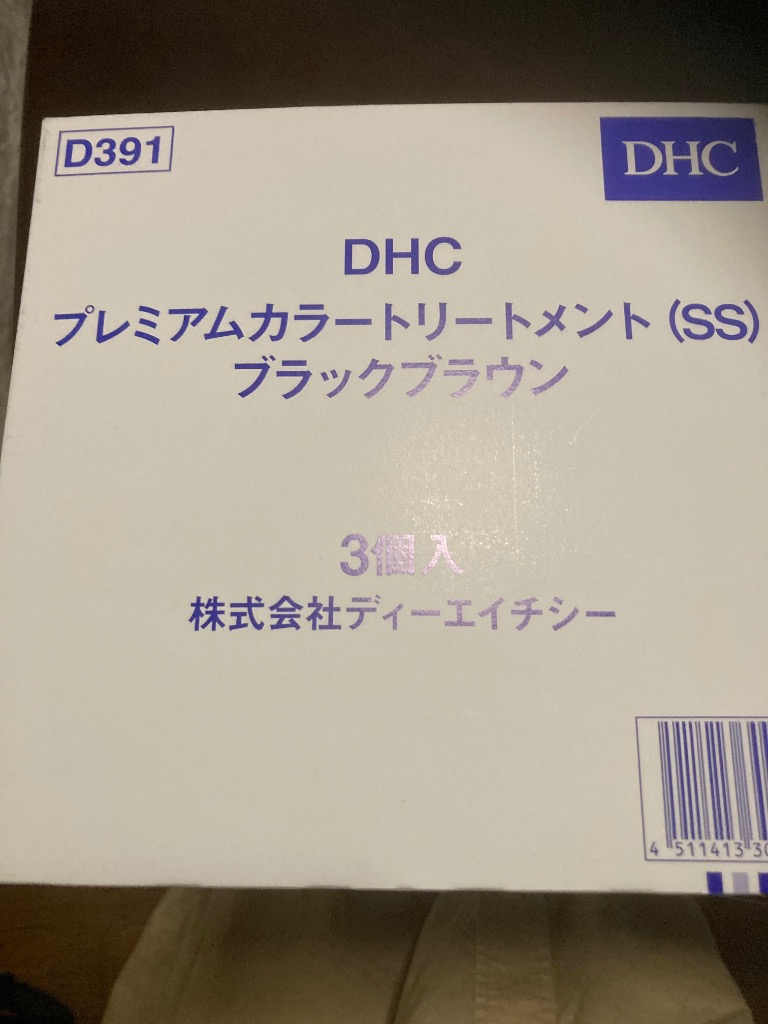 D391
DHC
DHC
プレミアムカラートリートメント(SS)
ブラックブラウン
3個入
株式会社ディーエイチシー
4 511413 30